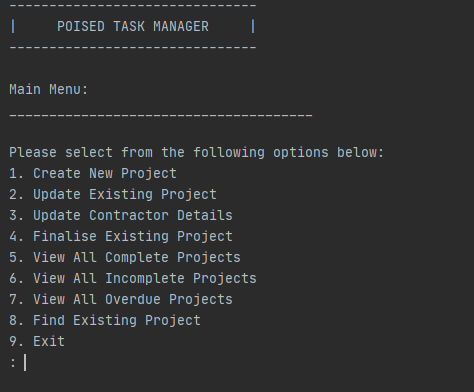 -------------------------------
|     POISED TASK MANAGER     |
-------------------------------
Main Menu:
______________________________________
Please select from the following options below:
1. Create New Project
2. Update Existing Project
3. Update Contractor Details
4. Finalise Existing Project
5. View All Complete Projects
6. View All Incomplete Projects
7. View All Overdue Projects
8. Find Existing Project
9. Exit
: